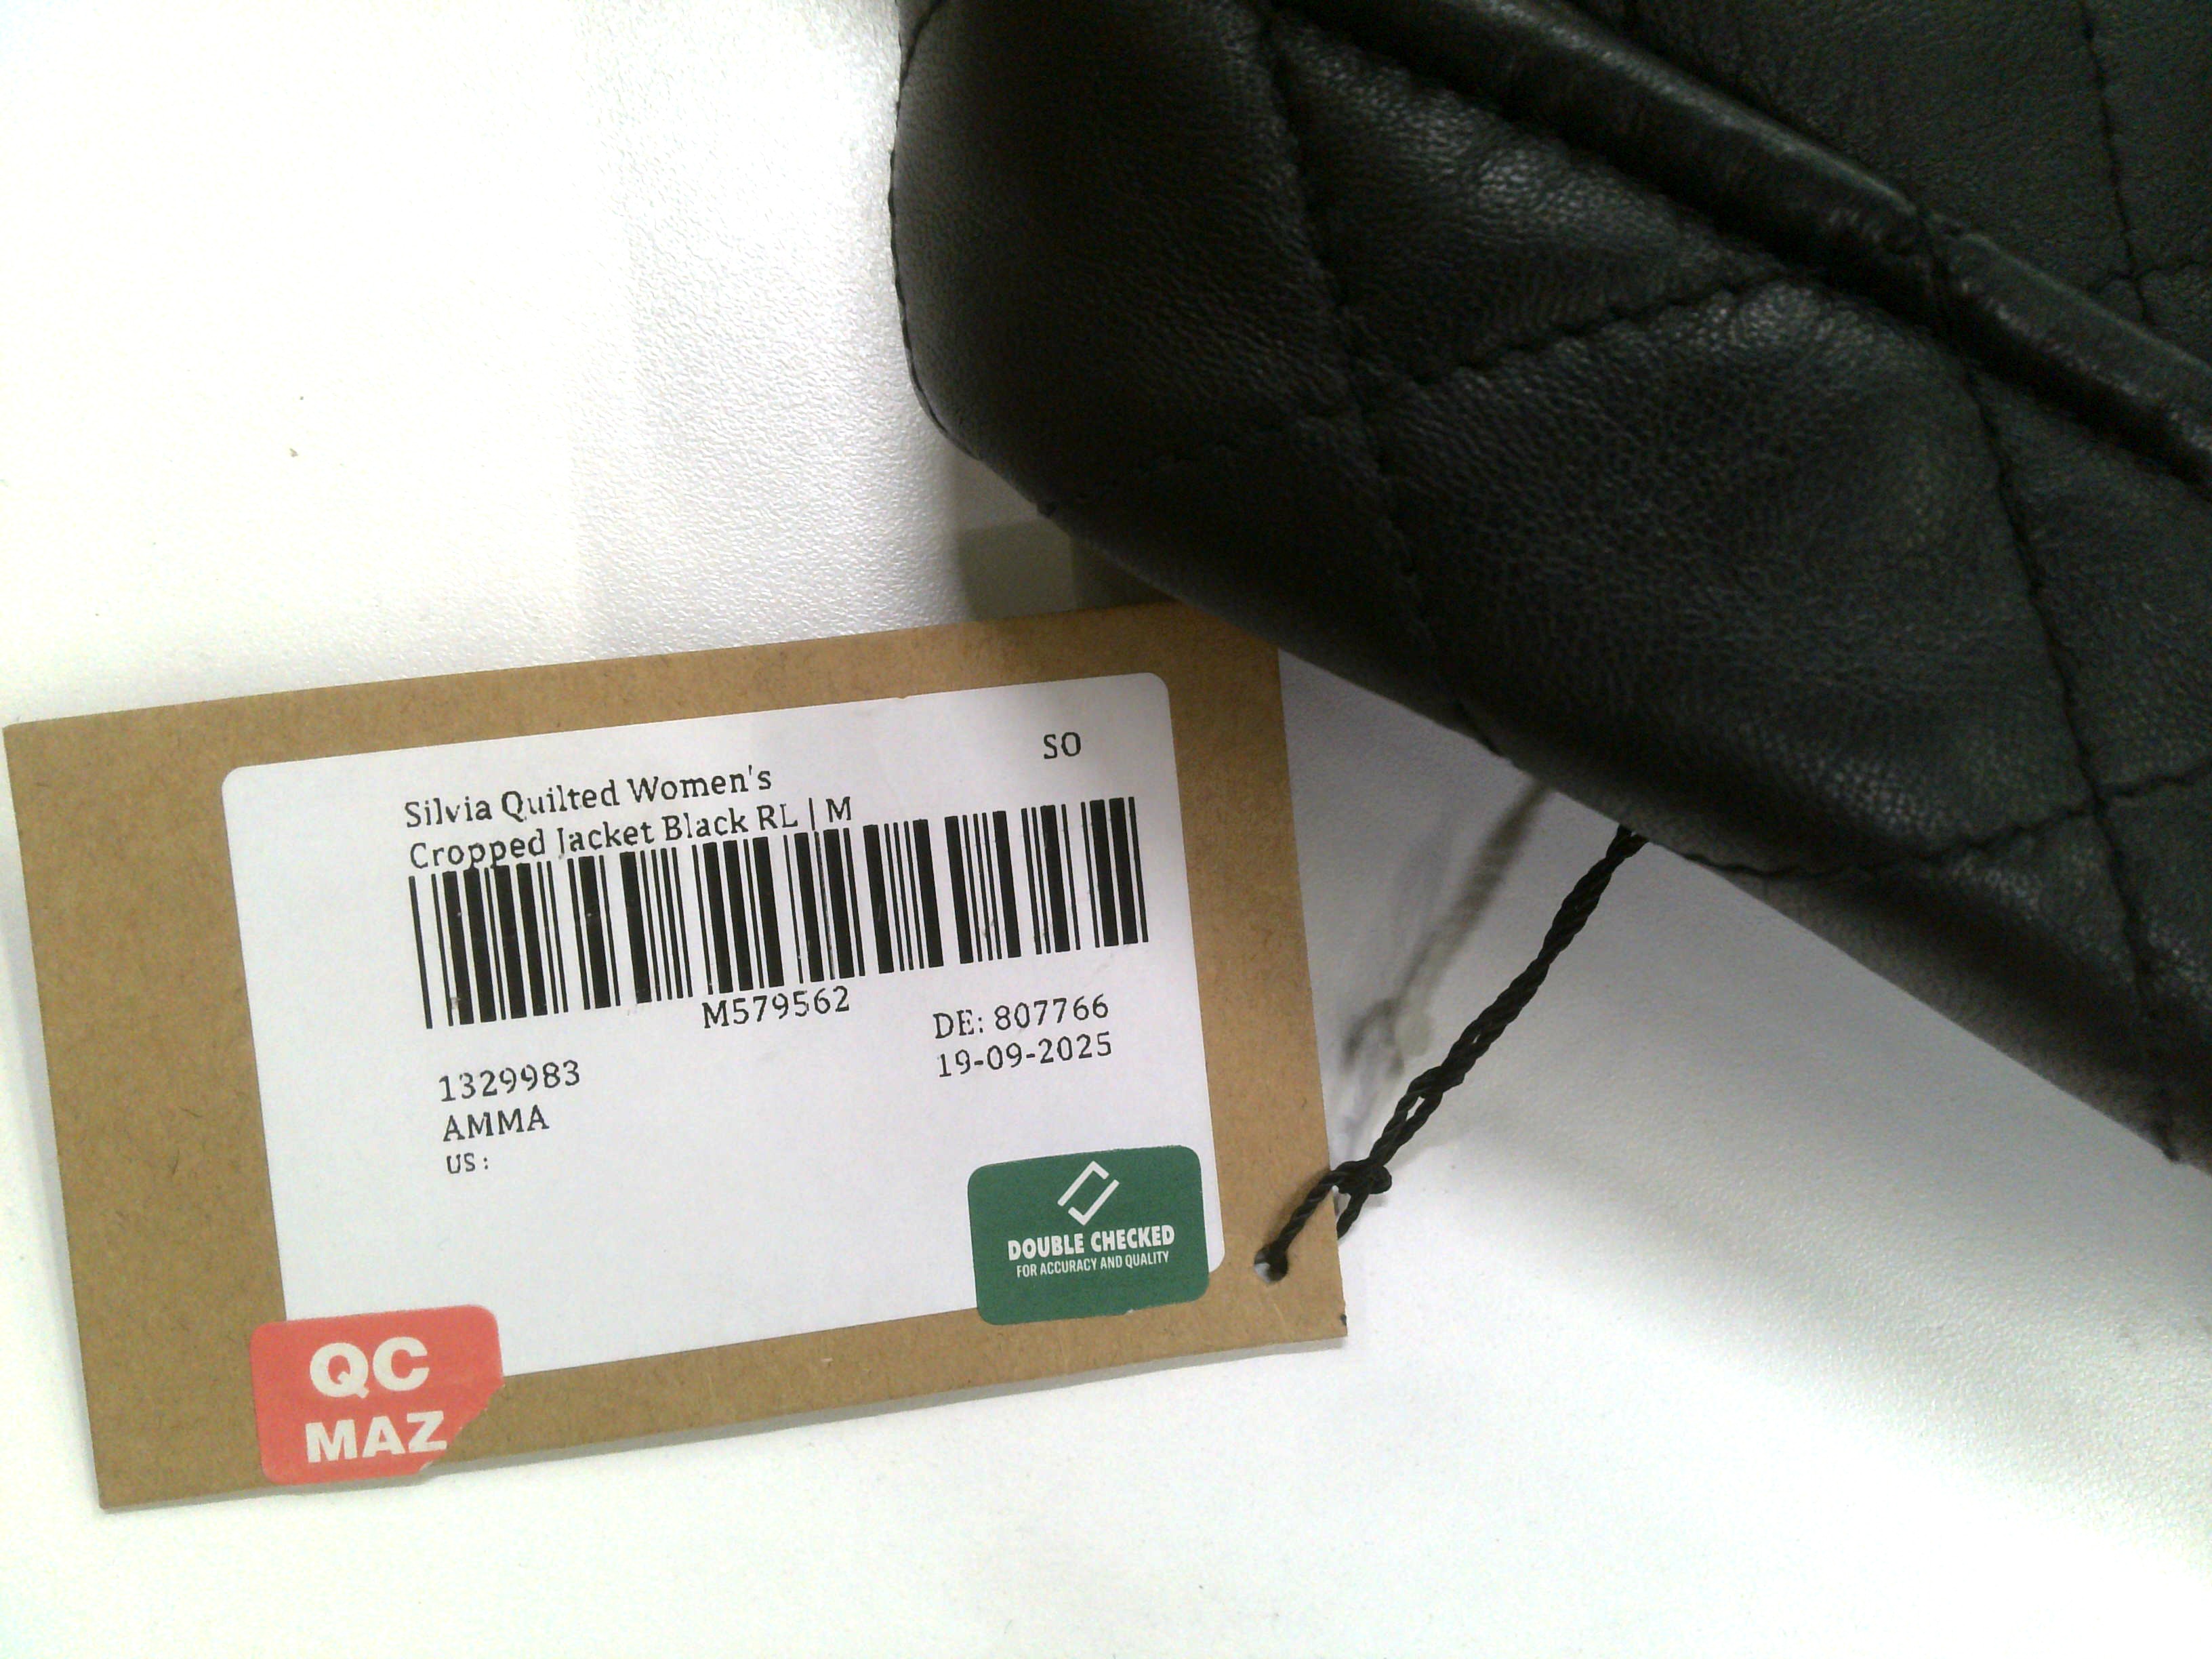 SO
Silvia Quilted Women's
Cropped Jacket Black RL | M
M579562
DE: 807766
19-09-2025
1329983
AMMA
US :
DOUBLE CHECKED
FOR ACCURACY AND QUALITY
QC
MAZ